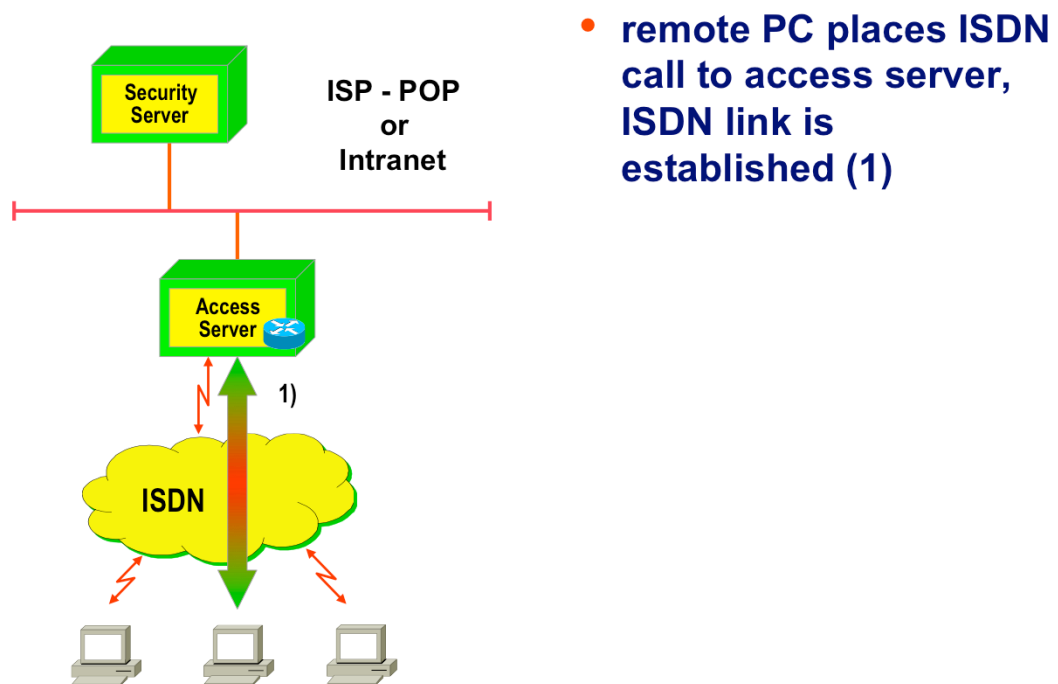 Security
Server
ISP - POP
or
Intranet
Access
Server
1)
ISDN
• remote PC places ISDN
call to access server,
ISDN link is
established (1)